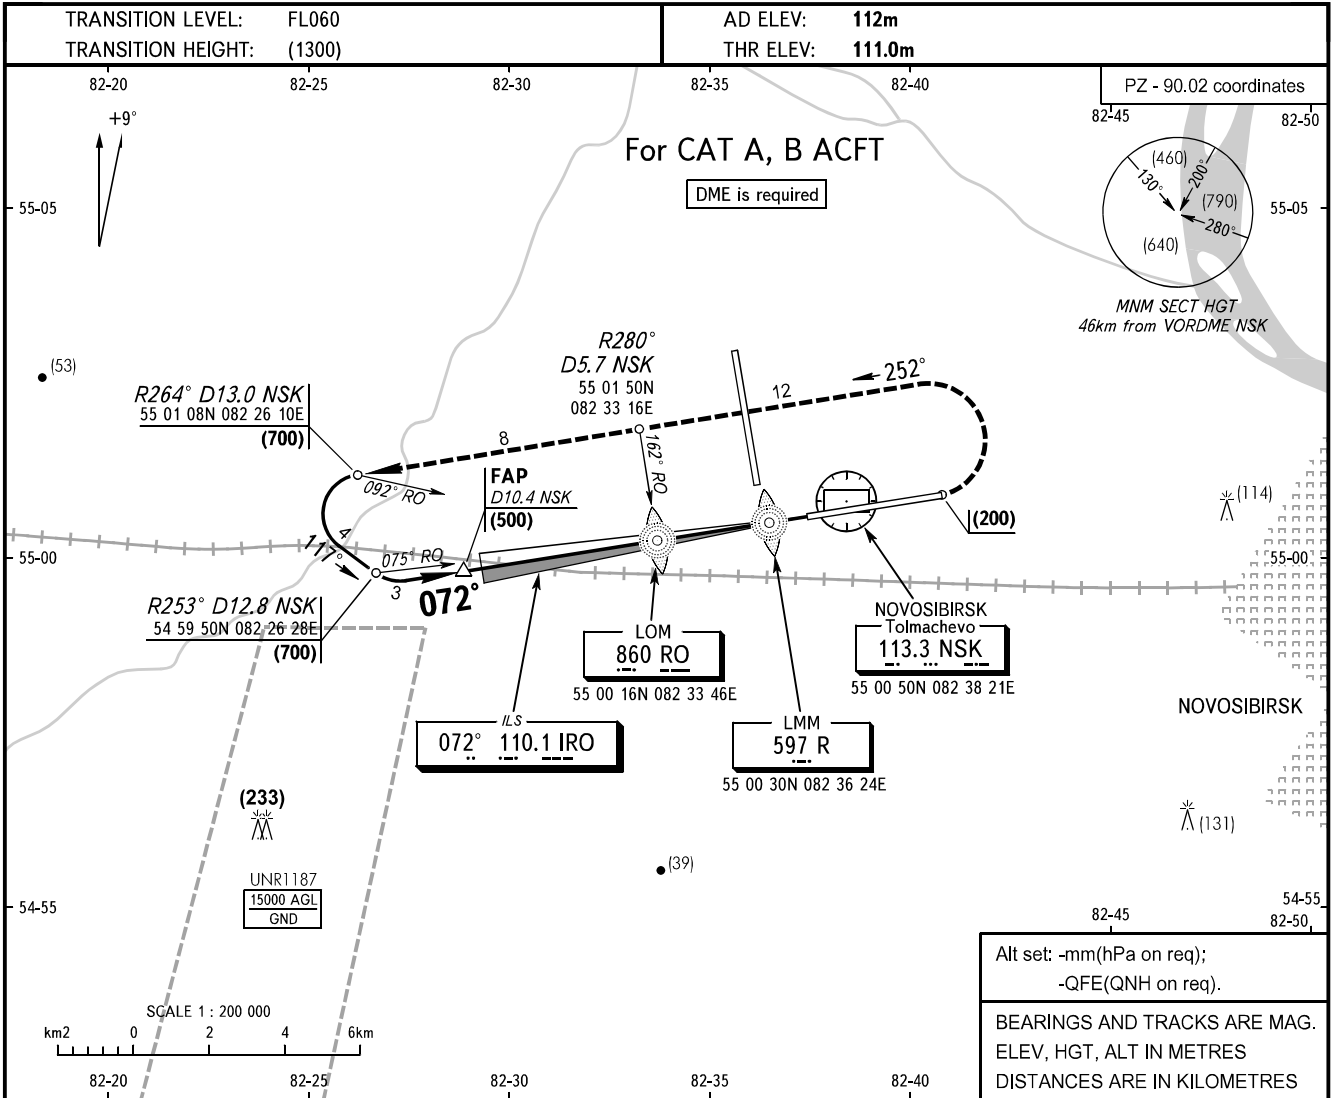 TRANSITION LEVEL: FL060
TRANSITION HEIGHT: (1300)
AD ELEV: 112m
THR ELEV: 111.0m
82-20 82-25 82-30 82-35 82-40
PZ - 90.02 coordinates
82-45 82-50
+9°
For CAT A, B ACFT
DME is required
(460)
130°
200°
(790)
280°
(640)
55-05 55-05
MNM SECT HGT
46km from VORDME NSK
(53)
R280°
D5.7 NSK
55 01 50N
082 33 16E
252°
12
8
R264° D13.0 NSK
55 01 08N 082 26 10E
(700)
092° RO
162° RO
FAP
D10.4 NSK
(500)
(114)
(200)
4
117°
075° RO
3
072°
55-00 55-00
R253° D12.8 NSK
54 59 50N 082 26 28E
(700)
NOVOSIBIRSK
Tolmachevo
113.3 NSK
55 00 50N 082 38 21E
LOM
860 RO
55 00 16N 082 33 46E
ILS
072° 110.1 IRO
LMM
597 R
55 00 30N 082 36 24E
NOVOSIBIRSK
(233)
(131)
(39)
UNR1187
15000 AGL
GND
54-55 54-55
82-45 82-50
Alt set: -mm(hPa on req);
-QFE(QNH on req).
SCALE 1 : 200 000
km2 0 2 4 6km
BEARINGS AND TRACKS ARE MAG.
ELEV, HGT, ALT IN METRES
DISTANCES ARE IN KILOMETRES
82-20 82-25 82-30 82-35 82-40